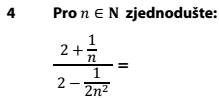 4 Pro n ∈ N zjednodušte:
2 + 1/n
2 − 1/2n²
=